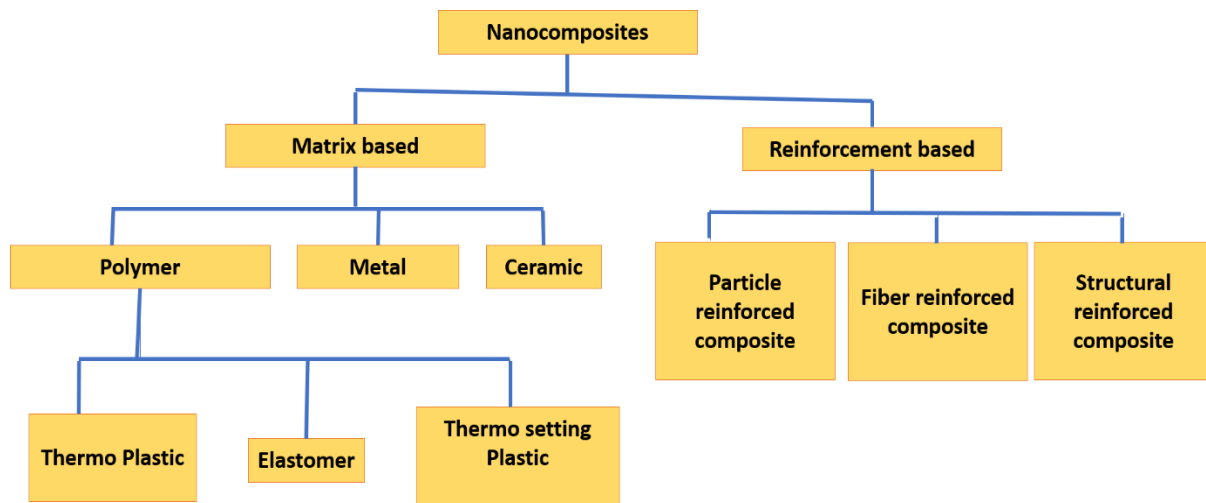 Nanocomposites
Matrix based
Reinforcement based
Polymer
Metal
Ceramic
Particle
reinforced
composite
Fiber reinforced
composite
Structural
reinforced
composite
Thermo Plastic
Elastomer
Thermo setting
Plastic